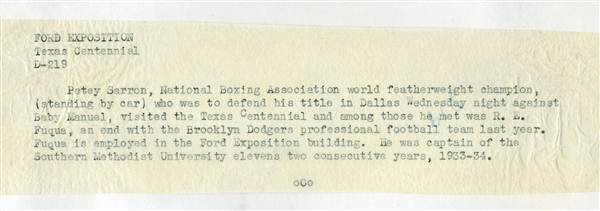 FORD EXPOSITION
Texas Centennial
D-219
Petey Sarron, National Boxing Association world featherweight champion,
(standing by car) who was to defend his title in Dallas Wednesday night against
Baby Manuel, visited the Texas Centennial and among those he met was R. E.
Fuqua, an end with the Brooklyn Dodgers professional football team last year.
Fuqua is employed in the Ford Exposition building. He was captain of the
Southern Methodist University elevens two consecutive years, 1933-34.
oOo